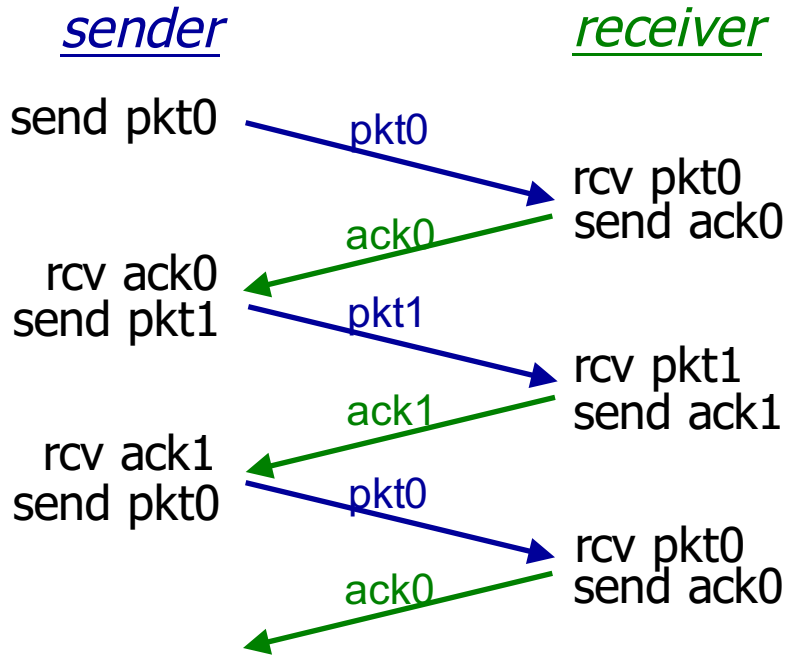 sender receiver
send pkt0
pkt0
rcv pkt0
send ack0
ack0
rcv ack0
send pkt1
pkt1
rcv pkt1
send ack1
ack1
rcv ack1
send pkt0
pkt0
rcv pkt0
send ack0
ack0